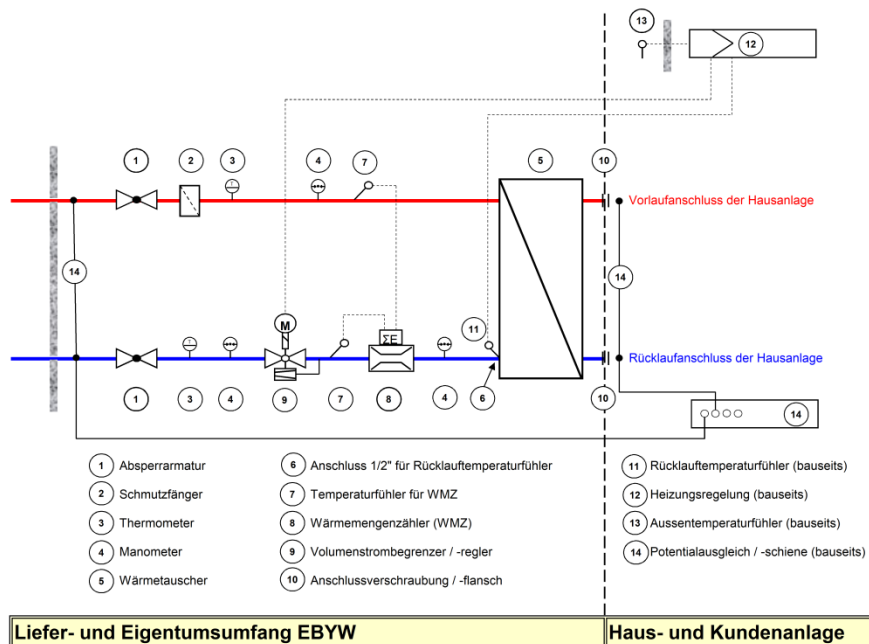 13
12
1
2
3
4
7
5
10
Vorlaufanschluss der Hausanlage
14
14
M
ΣE
11
Rücklaufanschluss der Hausanlage
1
3
4
9
7
8
4
6
10
14
1 Absperrarmatur
2 Schmutzfänger
3 Thermometer
4 Manometer
5 Wärmetauscher
6 Anschluss 1/2" für Rücklauftemperaturfühler
7 Temperaturfühler für WMZ
8 Wärmemengenzähler (WMZ)
9 Volumenstrombegrenzer / -regler
10 Anschlussverschraubung / -flansch
11 Rücklauftemperaturfühler (bauseits)
12 Heizungsregelung (bauseits)
13 Aussentemperaturfühler (bauseits)
14 Potentialausgleich / -schiene (bauseits)
Liefer- und Eigentumsumfang EBYW
Haus- und Kundenanlage